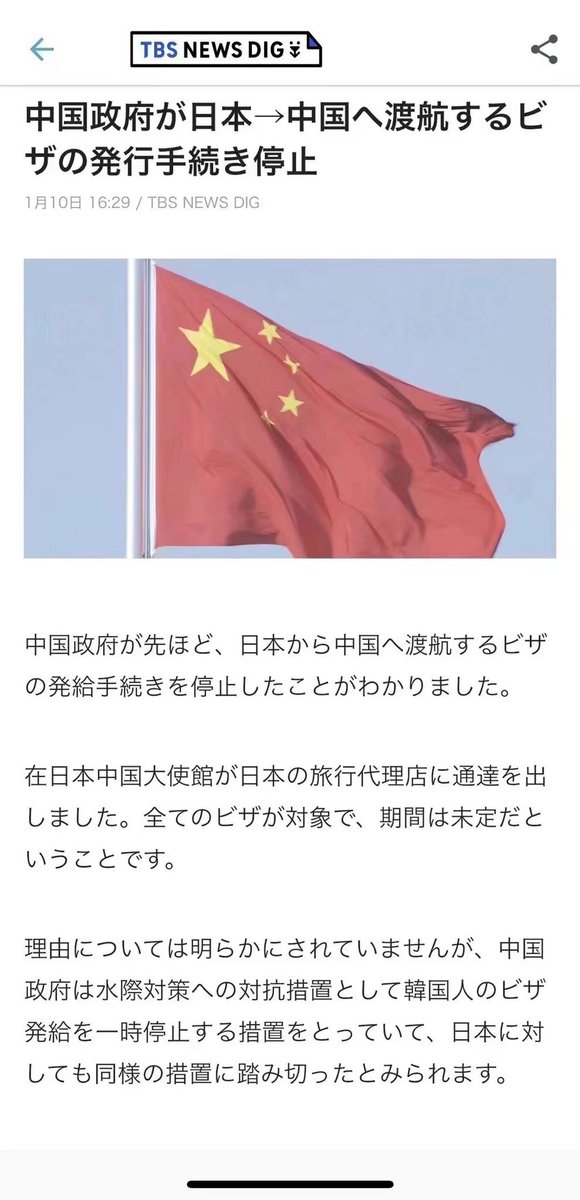 TBS NEWS DIG
中国政府が日本→中国へ渡航するビ
ザの発行手続き停止
1月10日 16:29 / TBS NEWS DIG
中国政府が先ほど、日本から中国へ渡航するビザ
の発給手続きを停止したことがわかりました。
在日本中国大使館が日本の旅行代理店に通達を出
しました。全てのビザが対象で、期間は未定だと
いうことです。
理由については明らかにされていませんが、中国
政府は水際対策への対抗措置として韓国人のビザ
発給を一時停止する措置をとっていて、日本に対
しても同様の措置に踏み切ったとみられます。